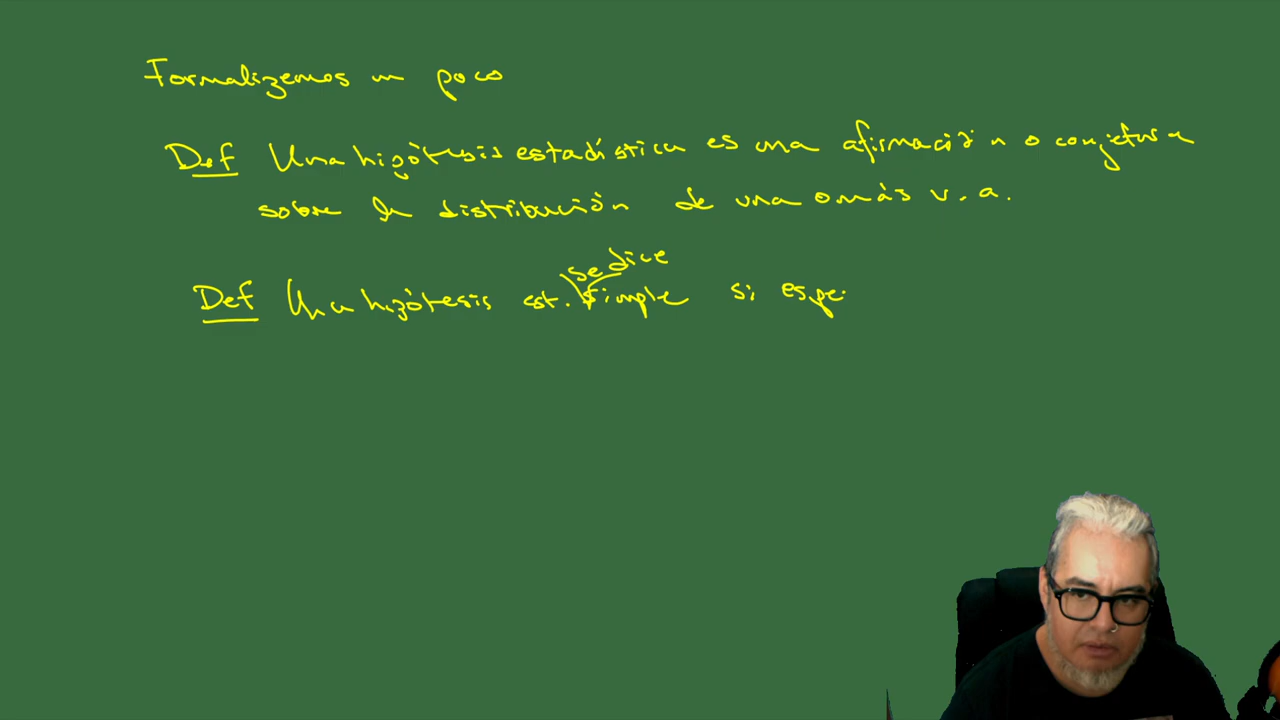 Formalizemos un poco
Def Una hipótesis estadística es una afirmación o conjetura
sobre la distribución de una o más v.a.
se dice
Def Una hipótesis est. simple si espe